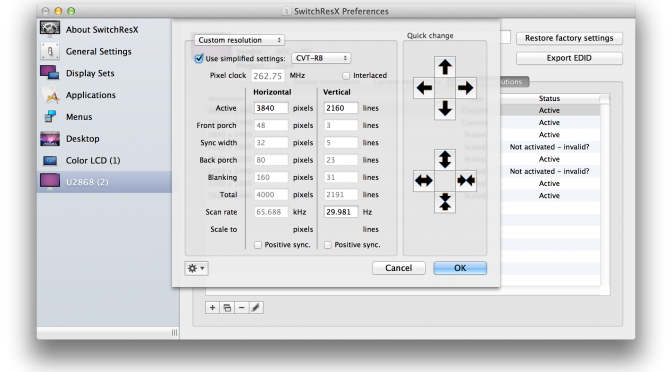 SwitchResX Preferences
About SwitchResX
General Settings
Display Sets
Applications
Menus
Desktop
Color LCD (1)
U2868 (2)
Custom resolution
Use simplified settings: CVT-RB
Pixel clock 262.75 MHz Interlaced
Horizontal Vertical
Active 3840 pixels 2160 lines
Front porch 48 pixels 3 lines
Sync width 32 pixels 5 lines
Back porch 80 pixels 23 lines
Blanking 160 pixels 31 lines
Total 4000 pixels 2191 lines
Scan rate 65.688 kHz 29.981 Hz
Scale to pixels lines
Positive sync. Positive sync.
Cancel OK
Quick change
Restore factory settings
Export EDID
utions
Status
Active
Active
Active
Not activated – invalid?
Active
Not activated – invalid?
Active
Active